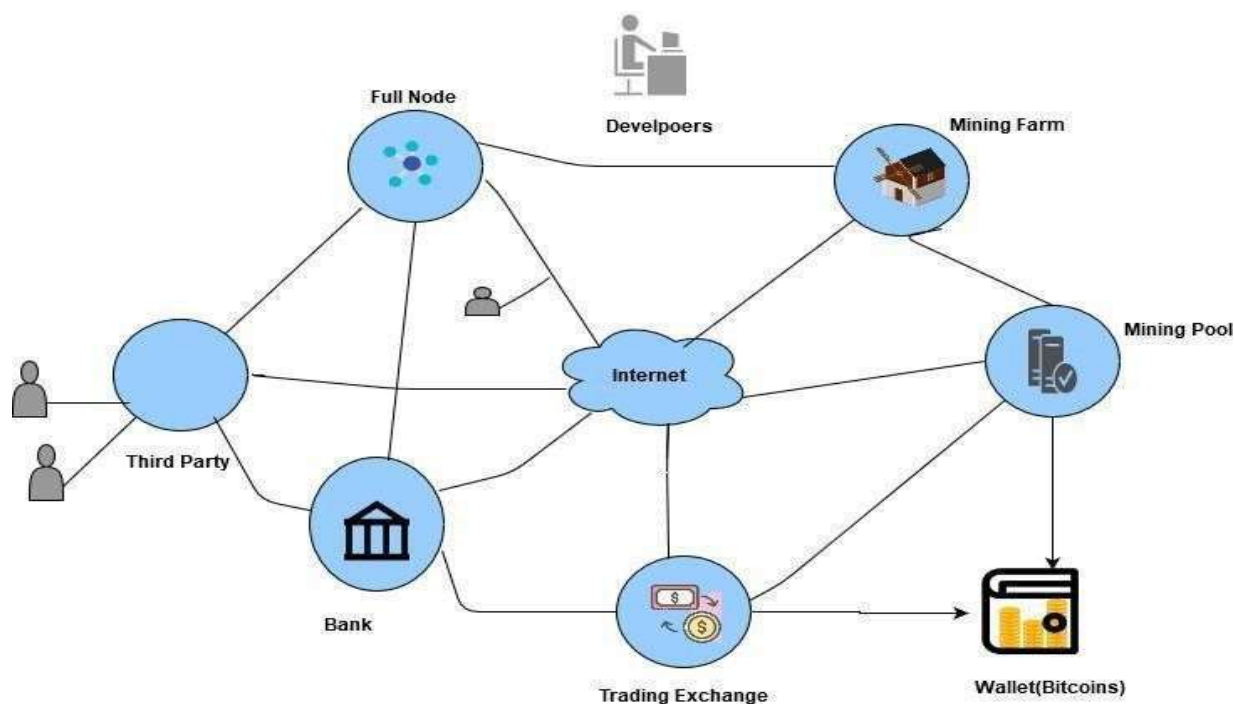 Full Node
Develpoers
Mining Farm
Mining Pool
Internet
Third Party
Bank
$
$
Trading Exchange
Wallet(Bitcoins)